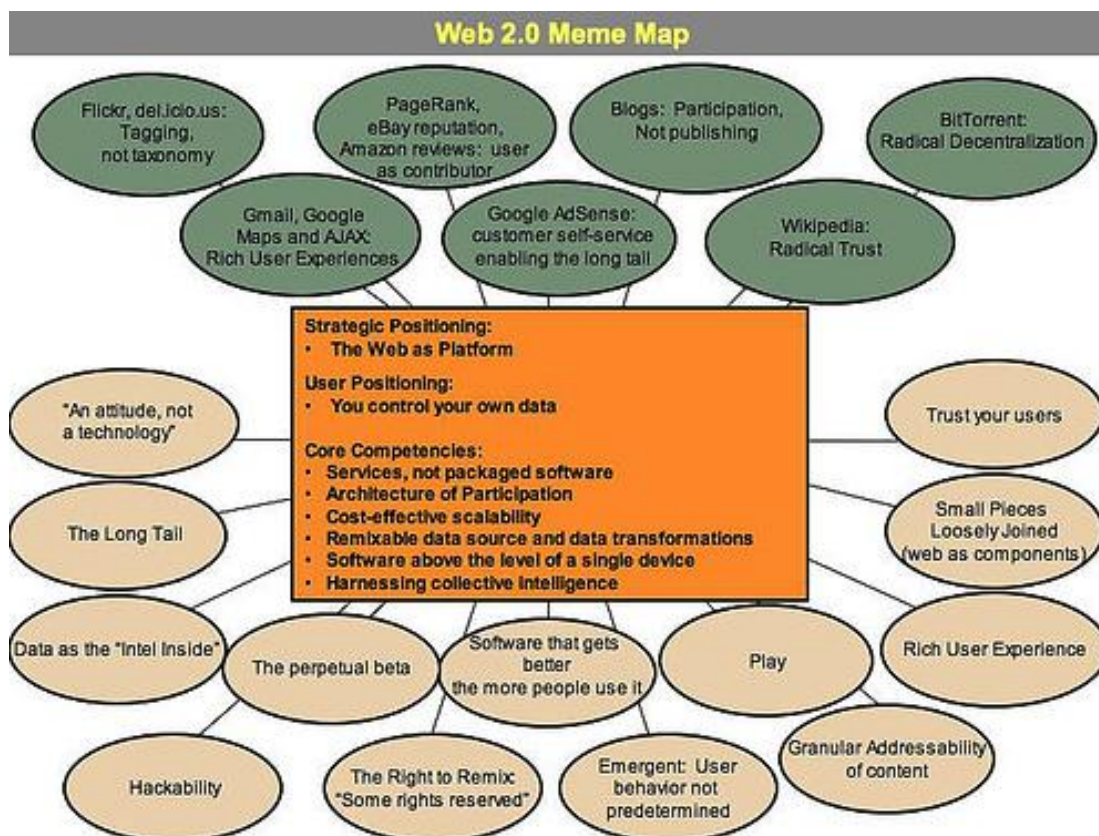 Web 2.0 Meme Map
Flickr, del.icio.us:
Tagging,
not taxonomy
PageRank,
eBay reputation,
Amazon reviews: user
as contributor
Blogs: Participation,
Not publishing
BitTorrent:
Radical Decentralization
Gmail, Google
Maps and AJAX:
Rich User Experiences
Google AdSense:
customer self-service
enabling the long tail
Wikipedia:
Radical Trust
Strategic Positioning:
• The Web as Platform
User Positioning:
• You control your own data
Core Competencies:
• Services, not packaged software
• Architecture of Participation
• Cost-effective scalability
• Remixable data source and data transformations
• Software above the level of a single device
• Harnessing collective intelligence
"An attitude, not
a technology"
Trust your users
The Long Tail
Small Pieces
Loosely Joined
(web as components)
Data as the "Intel Inside"
The perpetual beta
Software that gets
better
the more people use it
Play
Rich User Experience
Hackability
The Right to Remix:
"Some rights reserved"
Emergent: User
behavior not
predetermined
Granular Addressability
of content